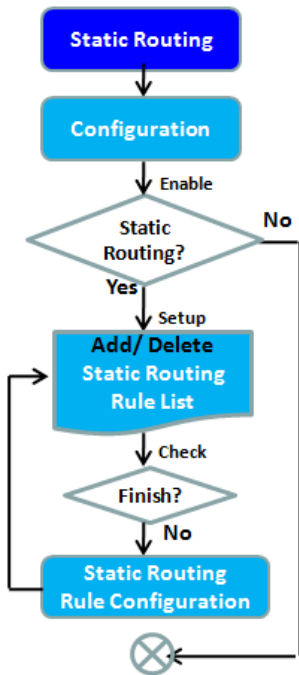 Static Routing
Configuration
Enable
Static
Routing?
No
Yes
Setup
Add/ Delete
Static Routing
Rule List
Check
Finish?
No
Static Routing
Rule Configuration